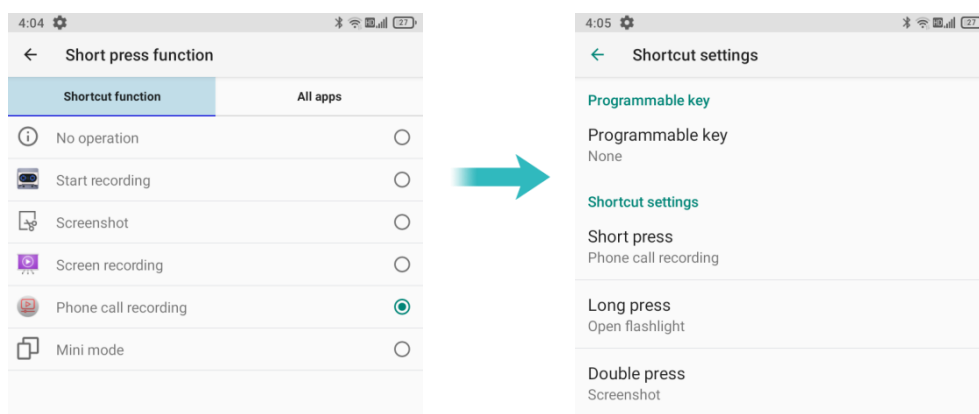 4:04
27
Short press function
Shortcut function
All apps
No operation
Start recording
Screenshot
Screen recording
Phone call recording
Mini mode
4:05
27
Shortcut settings
Programmable key
Programmable key
None
Shortcut settings
Short press
Phone call recording
Long press
Open flashlight
Double press
Screenshot